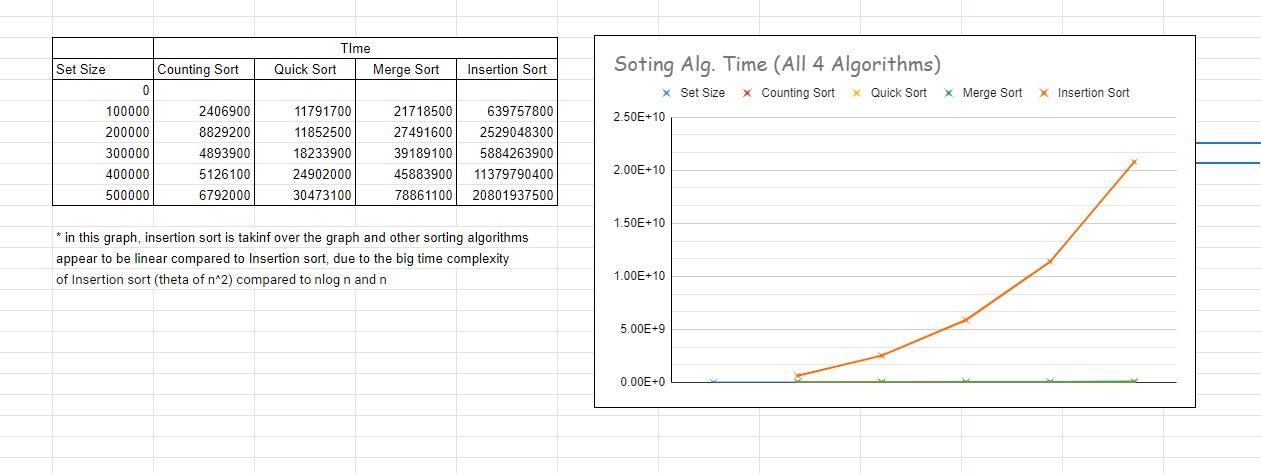 TIme
Set Size Counting Sort Quick Sort Merge Sort Insertion Sort
0
100000 2406900 11791700 21718500 639757800
200000 8829200 11852500 27491600 2529048300
300000 4893900 18233900 39189100 5884263900
400000 5126100 24902000 45883900 11379790400
500000 6792000 30473100 78861100 20801937500
* in this graph, insertion sort is takinf over the graph and other sorting algorithms
appear to be linear compared to Insertion sort, due to the big time complexity
of Insertion sort (theta of n^2) compared to nlog n and n
Soting Alg. Time (All 4 Algorithms)
Set Size Counting Sort Quick Sort Merge Sort Insertion Sort
2.50E+10
2.00E+10
1.50E+10
1.00E+10
5.00E+9
0.00E+0